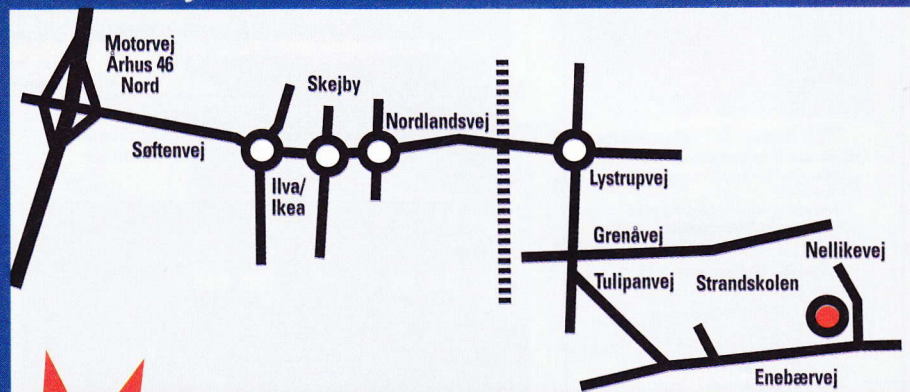 Motorvej
Århus 46
Nord
Skejby
Nordlandsvej
Søftenvej
Ilva/
Ikea
Lystrupvej
Grenåvej
Nellikevej
Tulipanvej
Strandskolen
Enebærvej